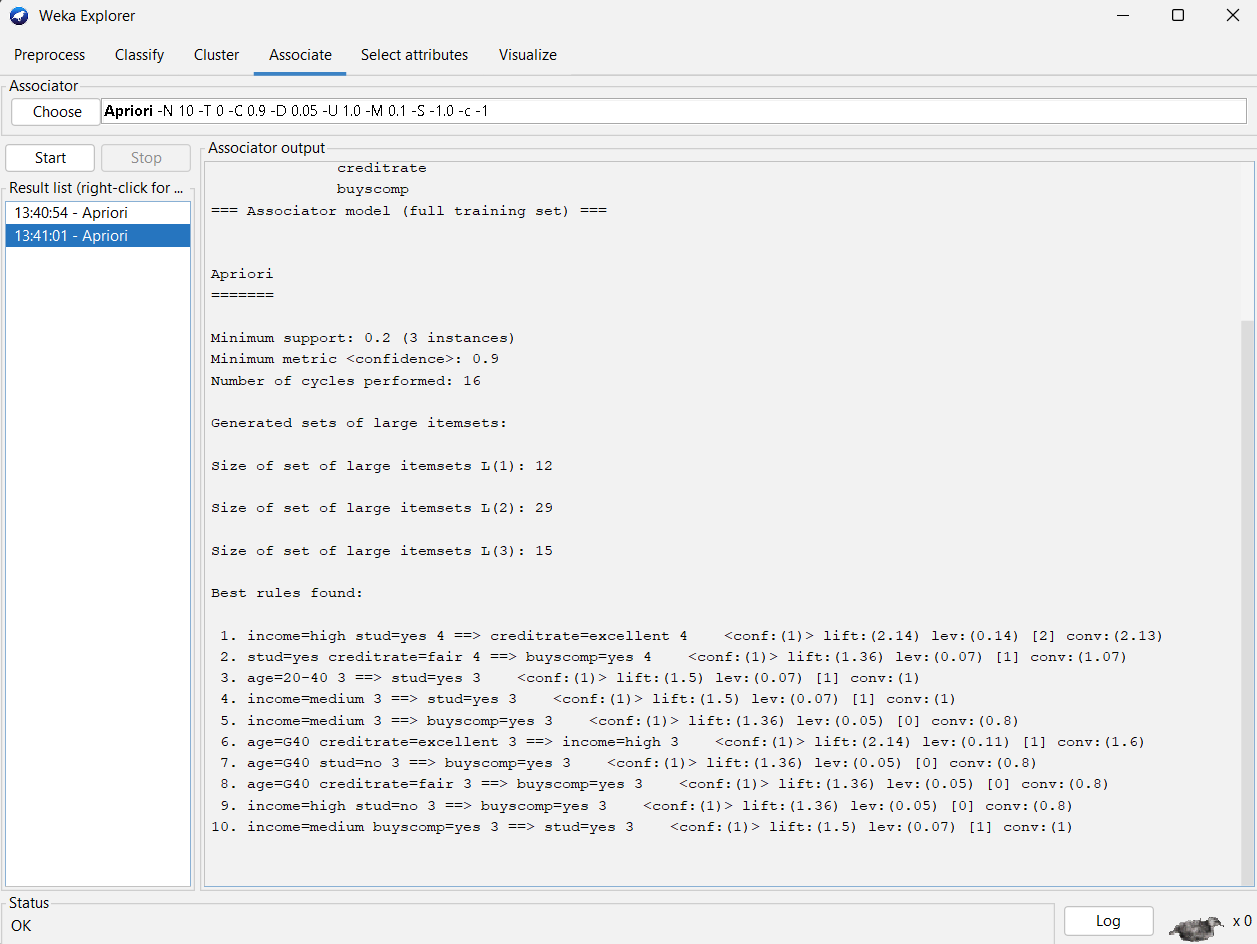 Weka Explorer
Preprocess Classify Cluster Associate Select attributes Visualize
Associator
Choose Apriori -N 10 -T 0 -C 0.9 -D 0.05 -U 1.0 -M 0.1 -S -1.0 -c -1
Start Stop
Result list (right-click for ...
13:40:54 - Apriori
13:41:01 - Apriori
Associator output
creditrate
buyscomp
=== Associator model (full training set) ===
Apriori
=======
Minimum support: 0.2 (3 instances)
Minimum metric <confidence>: 0.9
Number of cycles performed: 16
Generated sets of large itemsets:
Size of set of large itemsets L(1): 12
Size of set of large itemsets L(2): 29
Size of set of large itemsets L(3): 15
Best rules found:
1. income=high stud=yes 4 ==> creditrate=excellent 4 <conf:(1)> lift:(2.14) lev:(0.14) [2] conv:(2.13)
2. stud=yes creditrate=fair 4 ==> buyscomp=yes 4 <conf:(1)> lift:(1.36) lev:(0.07) [1] conv:(1.07)
3. age=20-40 3 ==> stud=yes 3 <conf:(1)> lift:(1.5) lev:(0.07) [1] conv:(1)
4. income=medium 3 ==> stud=yes 3 <conf:(1)> lift:(1.5) lev:(0.07) [1] conv:(1)
5. income=medium 3 ==> buyscomp=yes 3 <conf:(1)> lift:(1.36) lev:(0.05) [0] conv:(0.8)
6. age=G40 creditrate=excellent 3 ==> income=high 3 <conf:(1)> lift:(2.14) lev:(0.11) [1] conv:(1.6)
7. age=G40 stud=no 3 ==> buyscomp=yes 3 <conf:(1)> lift:(1.36) lev:(0.05) [0] conv:(0.8)
8. age=G40 creditrate=fair 3 ==> buyscomp=yes 3 <conf:(1)> lift:(1.36) lev:(0.05) [0] conv:(0.8)
9. income=high stud=no 3 ==> buyscomp=yes 3 <conf:(1)> lift:(1.36) lev:(0.05) [0] conv:(0.8)
10. income=medium buyscomp=yes 3 ==> stud=yes 3 <conf:(1)> lift:(1.5) lev:(0.07) [1] conv:(1)
Status
OK
Log
x 0